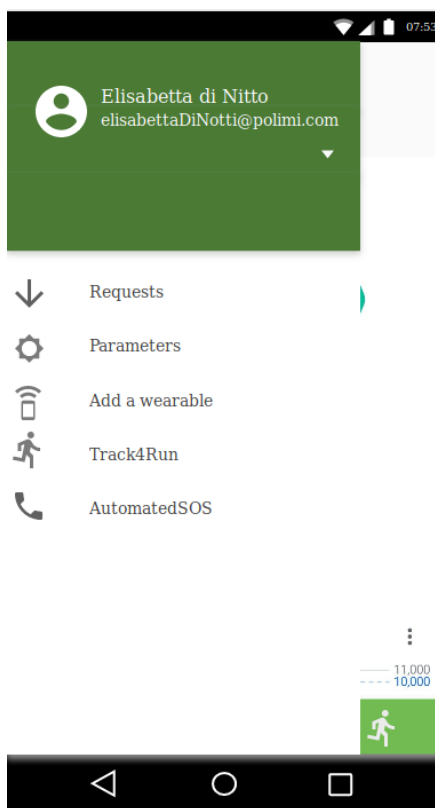 07:53
Elisabetta di Nitto
elisabettaDiNotti@polimi.com
Requests
Parameters
Add a wearable
Track4Run
AutomatedSOS
11,000
10,000